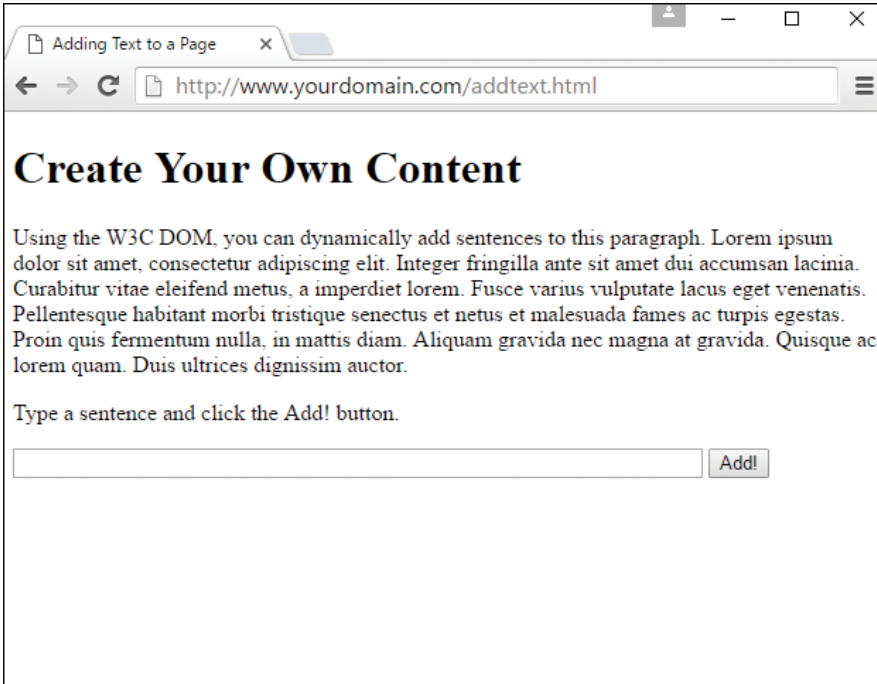 Adding Text to a Page
http://www.yourdomain.com/addtext.html
Create Your Own Content
Using the W3C DOM, you can dynamically add sentences to this paragraph. Lorem ipsum
dolor sit amet, consectetur adipiscing elit. Integer fringilla ante sit amet dui accumsan lacinia.
Curabitur vitae eleifend metus, a imperdiet lorem. Fusce varius vulputate lacus eget venenatis.
Pellentesque habitant morbi tristique senectus et netus et malesuada fames ac turpis egestas.
Proin quis fermentum nulla, in mattis diam. Aliquam gravida nec magna at gravida. Quisque ac
lorem quam. Duis ultrices dignissim auctor.
Type a sentence and click the Add! button.
Add!